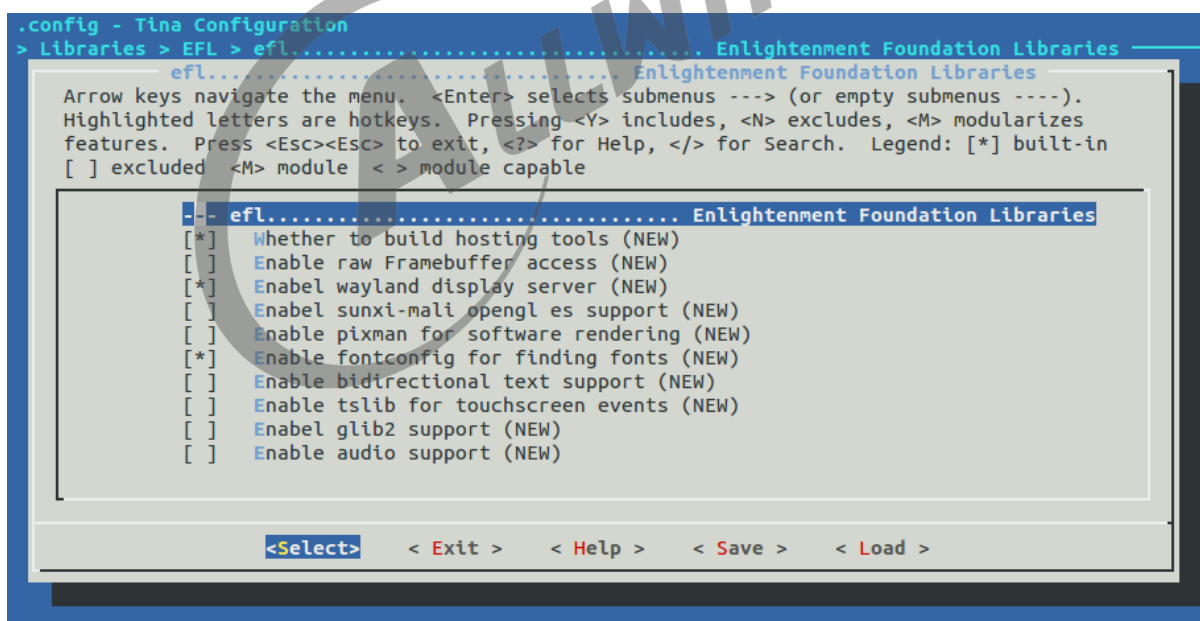 .config - Tina Configuration
> Libraries > EFL > efl................................... Enlightenment Foundation Libraries
efl................................... Enlightenment Foundation Libraries
Arrow keys navigate the menu.  <Enter> selects submenus ---> (or empty submenus ----).
Highlighted letters are hotkeys.  Pressing <Y> includes, <N> excludes, <M> modularizes
features.  Press <Esc><Esc> to exit, <?> for Help, </> for Search.  Legend: [*] built-in
[ ] excluded  <M> module  < > module capable
--- efl................................... Enlightenment Foundation Libraries
[*]   Whether to build hosting tools (NEW)
[ ]   Enable raw Framebuffer access (NEW)
[*]   Enabel wayland display server (NEW)
[ ]   Enabel sunxi-mali opengl es support (NEW)
[ ]   Enable pixman for software rendering (NEW)
[*]   Enable fontconfig for finding fonts (NEW)
[ ]   Enable bidirectional text support (NEW)
[ ]   Enable tslib for touchscreen events (NEW)
[ ]   Enabel glib2 support (NEW)
[ ]   Enable audio support (NEW)
<Select>    < Exit >    < Help >    < Save >    < Load >